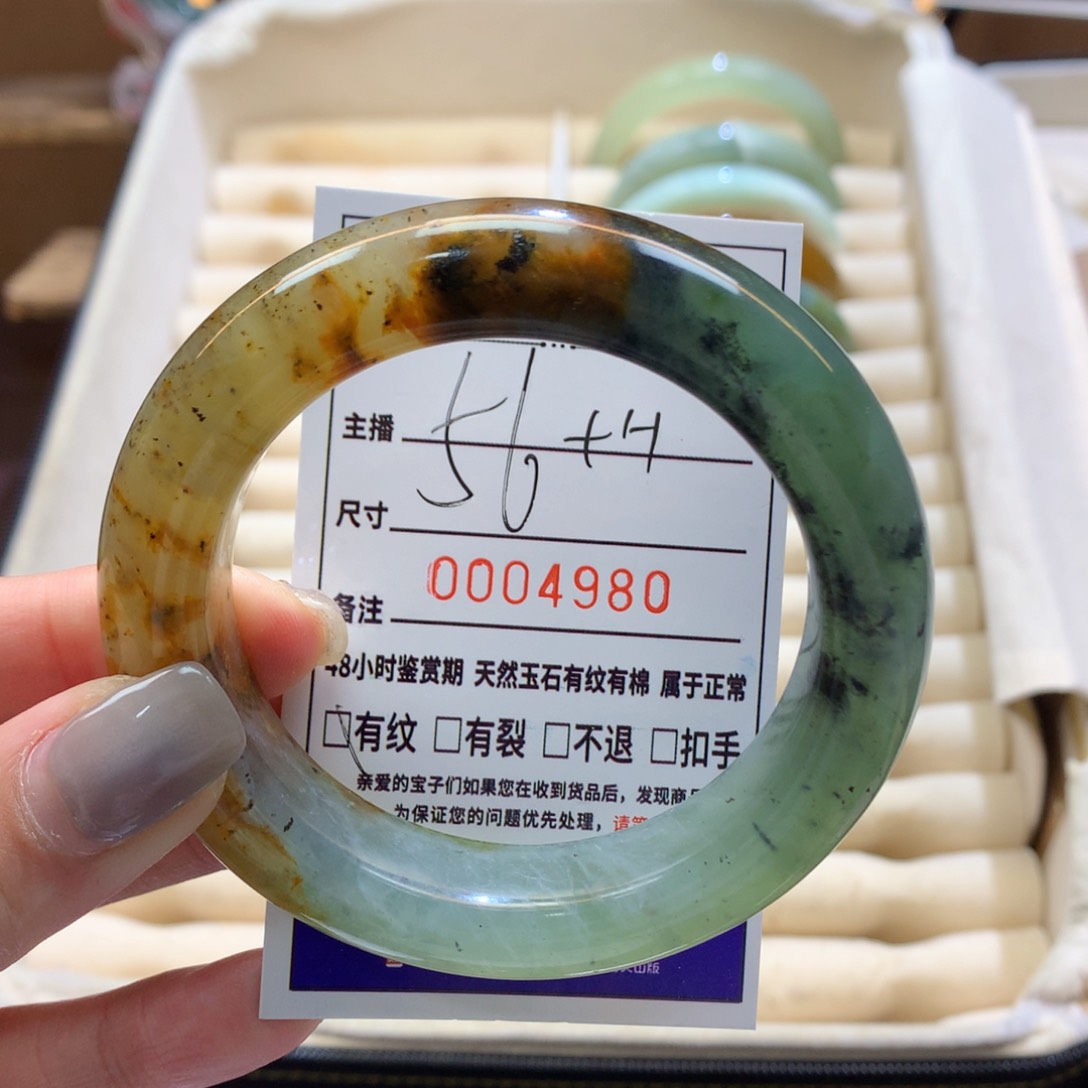 主播
56 +4
尺寸
0004980
备注
48小时鉴赏期 天然玉石有纹有棉 属于正常
□有纹 □有裂 □不退 □扣手
亲爱的宝子们如果您在收到货品后，发现商
为保证您的问题优先处理，请